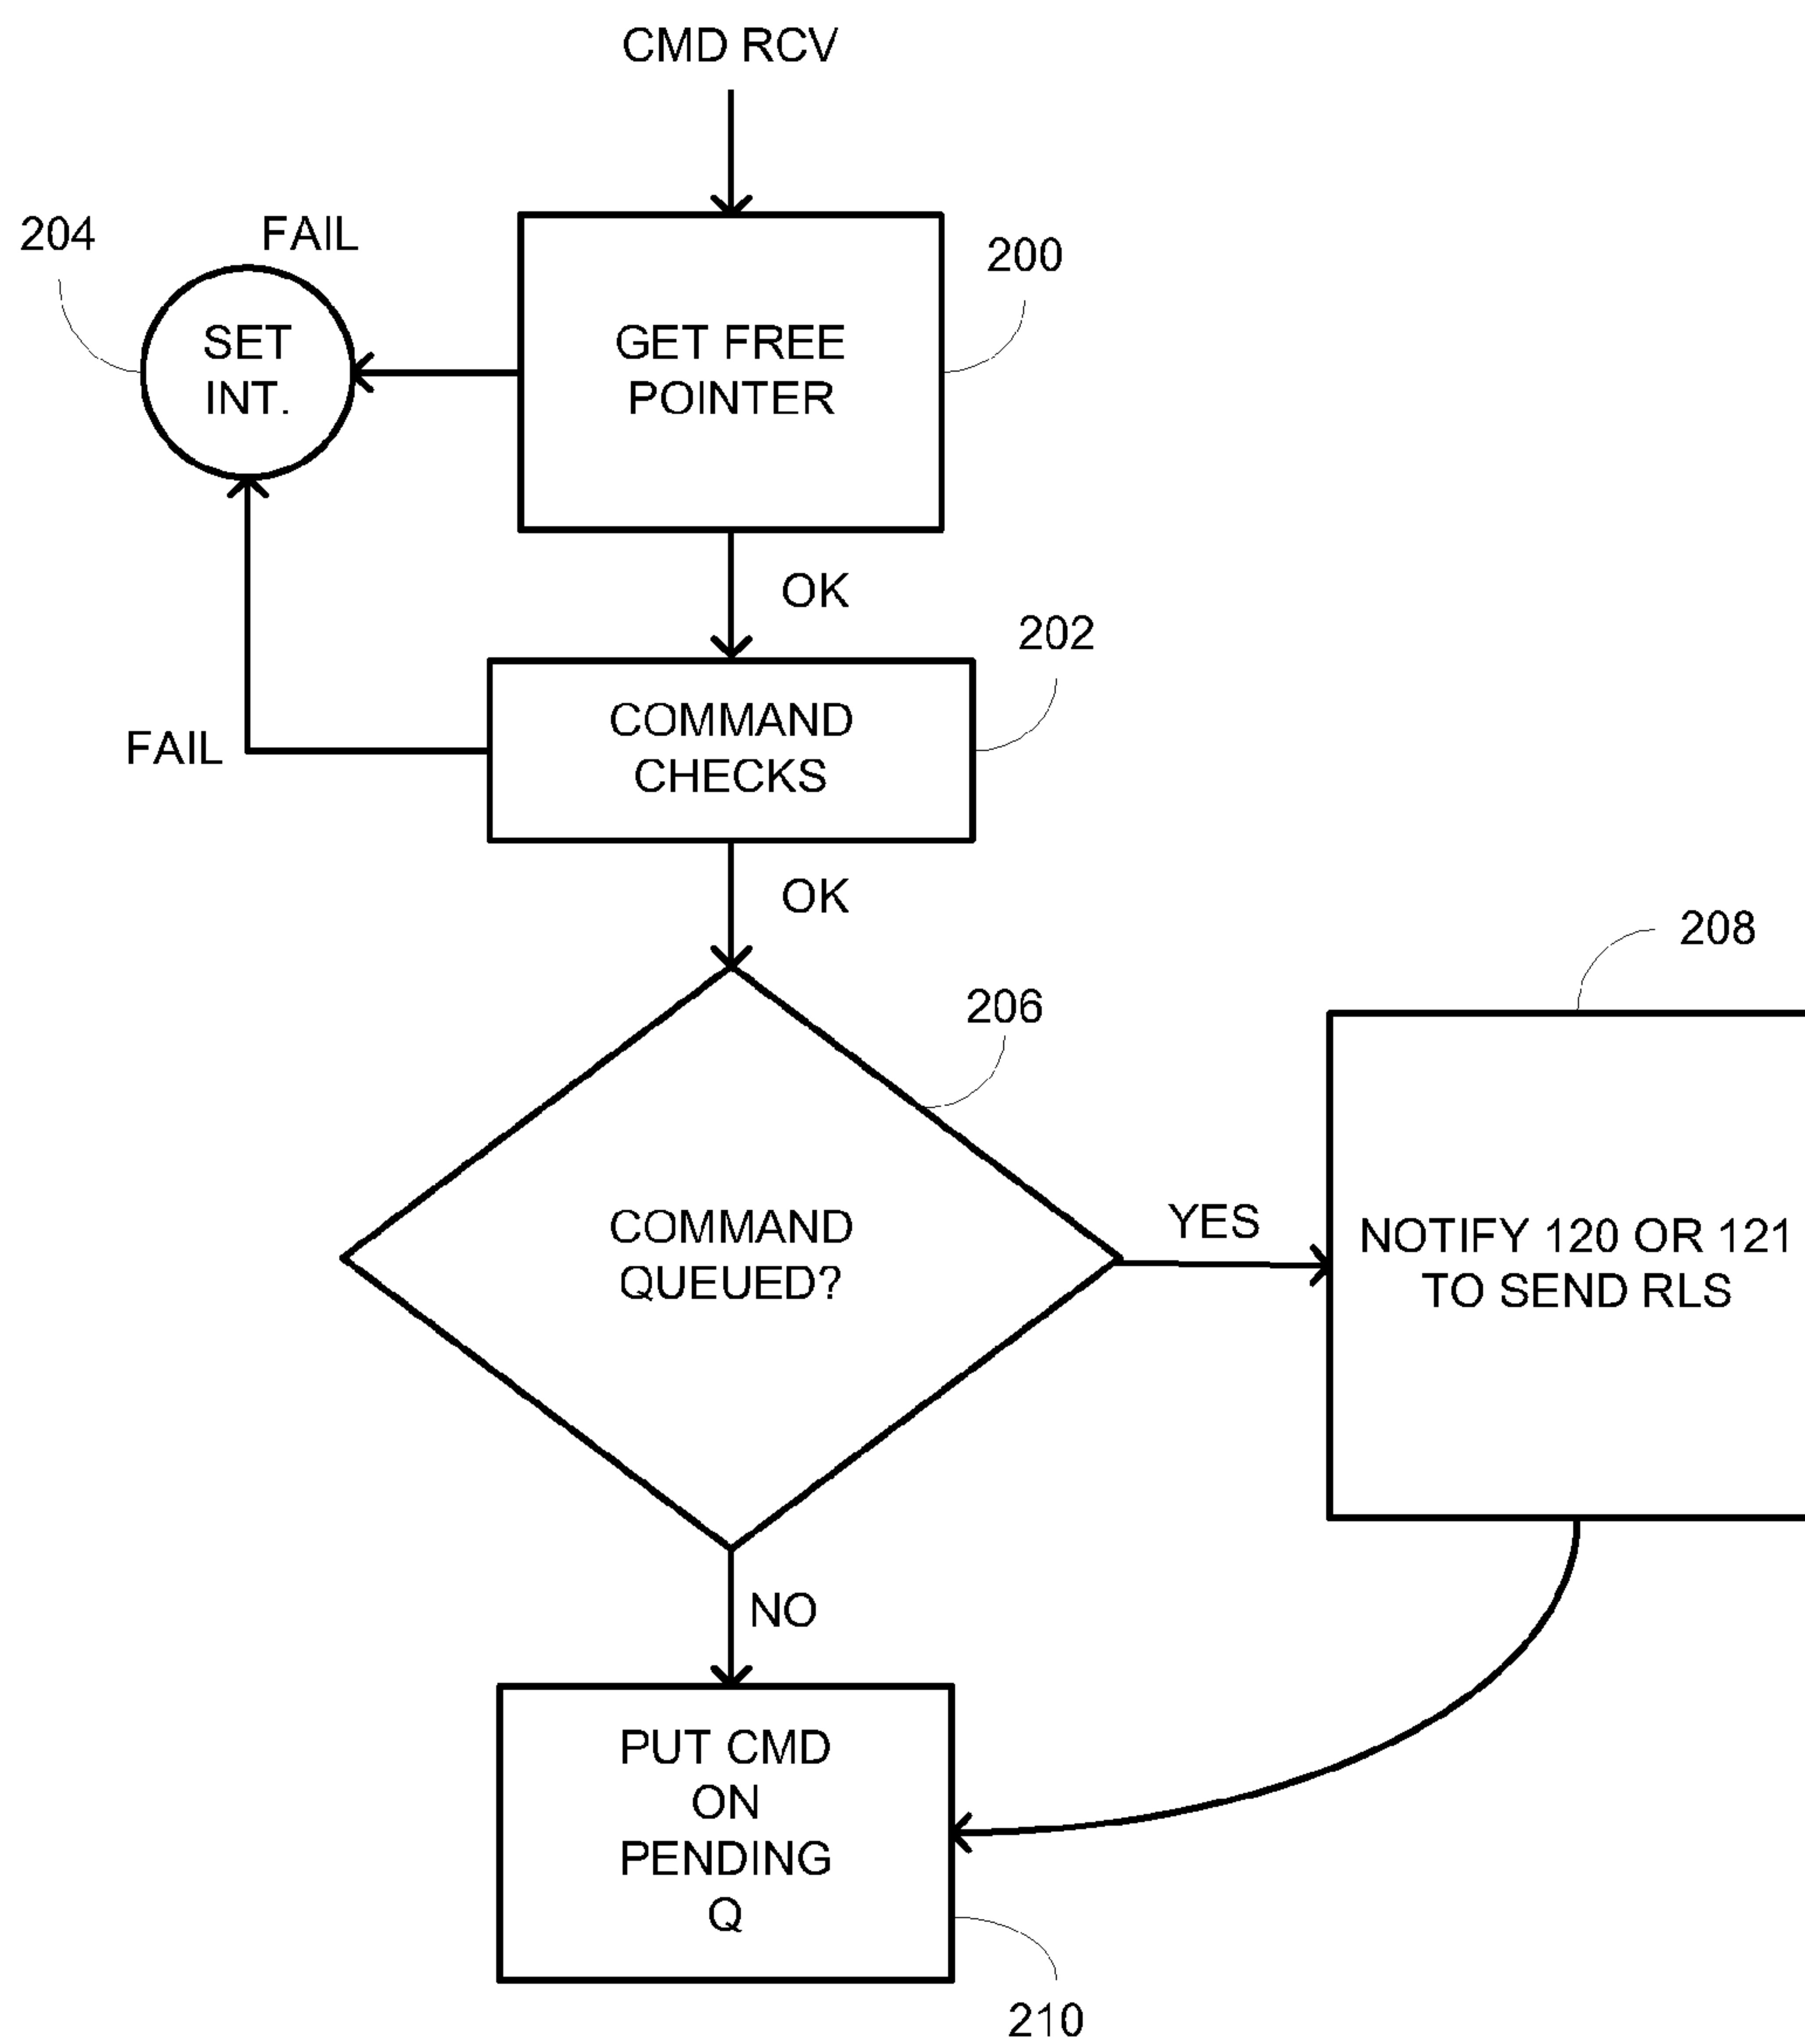 CMD RCV
204
FAIL
200
SET
INT.
GET FREE
POINTER
OK
202
COMMAND
CHECKS
FAIL
OK
208
206
COMMAND
QUEUED?
YES
NOTIFY 120 OR 121
TO SEND RLS
NO
PUT CMD
ON
PENDING
Q
210